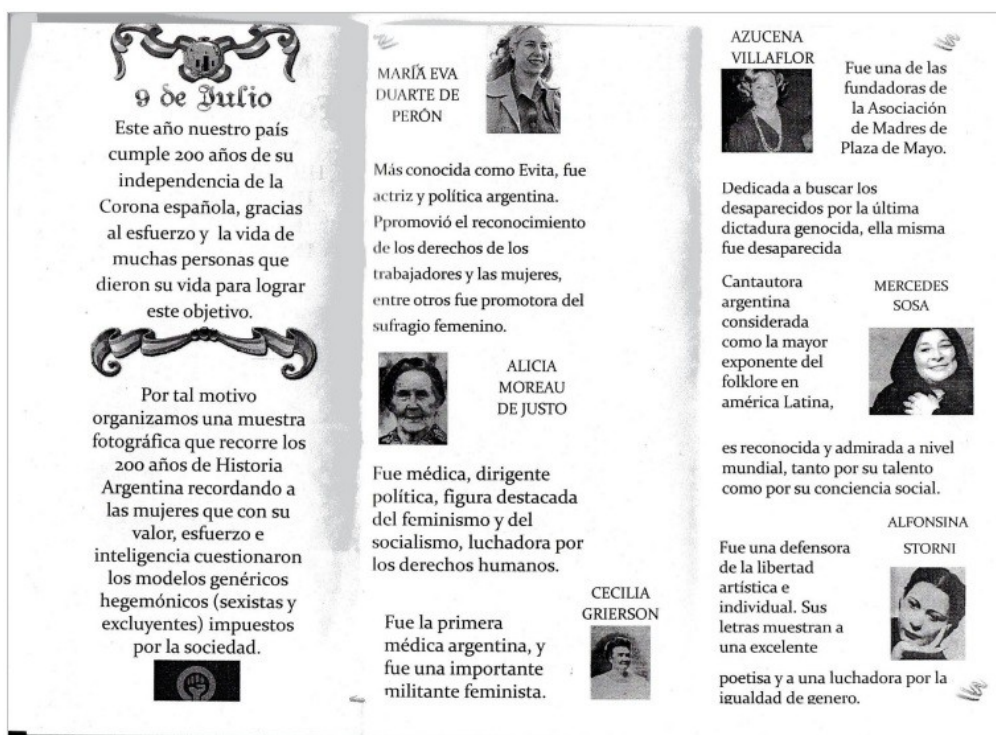 9 de Julio
Este año nuestro país
cumple 200 años de su
independencia de la
Corona española, gracias
al esfuerzo y la vida de
muchas personas que
dieron su vida para lograr
este objetivo.
Por tal motivo
organizamos una muestra
fotográfica que recorre los
200 años de Historia
Argentina recordando a
las mujeres que con su
valor, esfuerzo e
inteligencia cuestionaron
los modelos genéricos
hegemónicos (sexistas y
excluyentes) impuestos
por la sociedad.
MARÍA EVA
DUARTE DE
PERÓN
Más conocida como Evita, fue
actriz y política argentina.
Ppromovió el reconocimiento
de los derechos de los
trabajadores y las mujeres,
entre otros fue promotora del
sufragio femenino.
ALICIA
MOREAU
DE JUSTO
Fue médica, dirigente
política, figura destacada
del feminismo y del
socialismo, luchadora por
los derechos humanos.
CECILIA
GRIERSON
Fue la primera
médica argentina, y
fue una importante
militante feminista.
AZUCENA
VILLAFLOR
Fue una de las
fundadoras de
la Asociación
de Madres de
Plaza de Mayo.
Dedicada a buscar los
desaparecidos por la última
dictadura genocida, ella misma
fue desaparecida
MERCEDES
SOSA
Cantautora
argentina
considerada
como la mayor
exponente del
folklore en
américa Latina,
es reconocida y admirada a nivel
mundial, tanto por su talento
como por su conciencia social.
ALFONSINA
STORNI
Fue una defensora
de la libertad
artística e
individual. Sus
letras muestran a
una excelente
poetisa y a una luchadora por la
igualdad de genero.